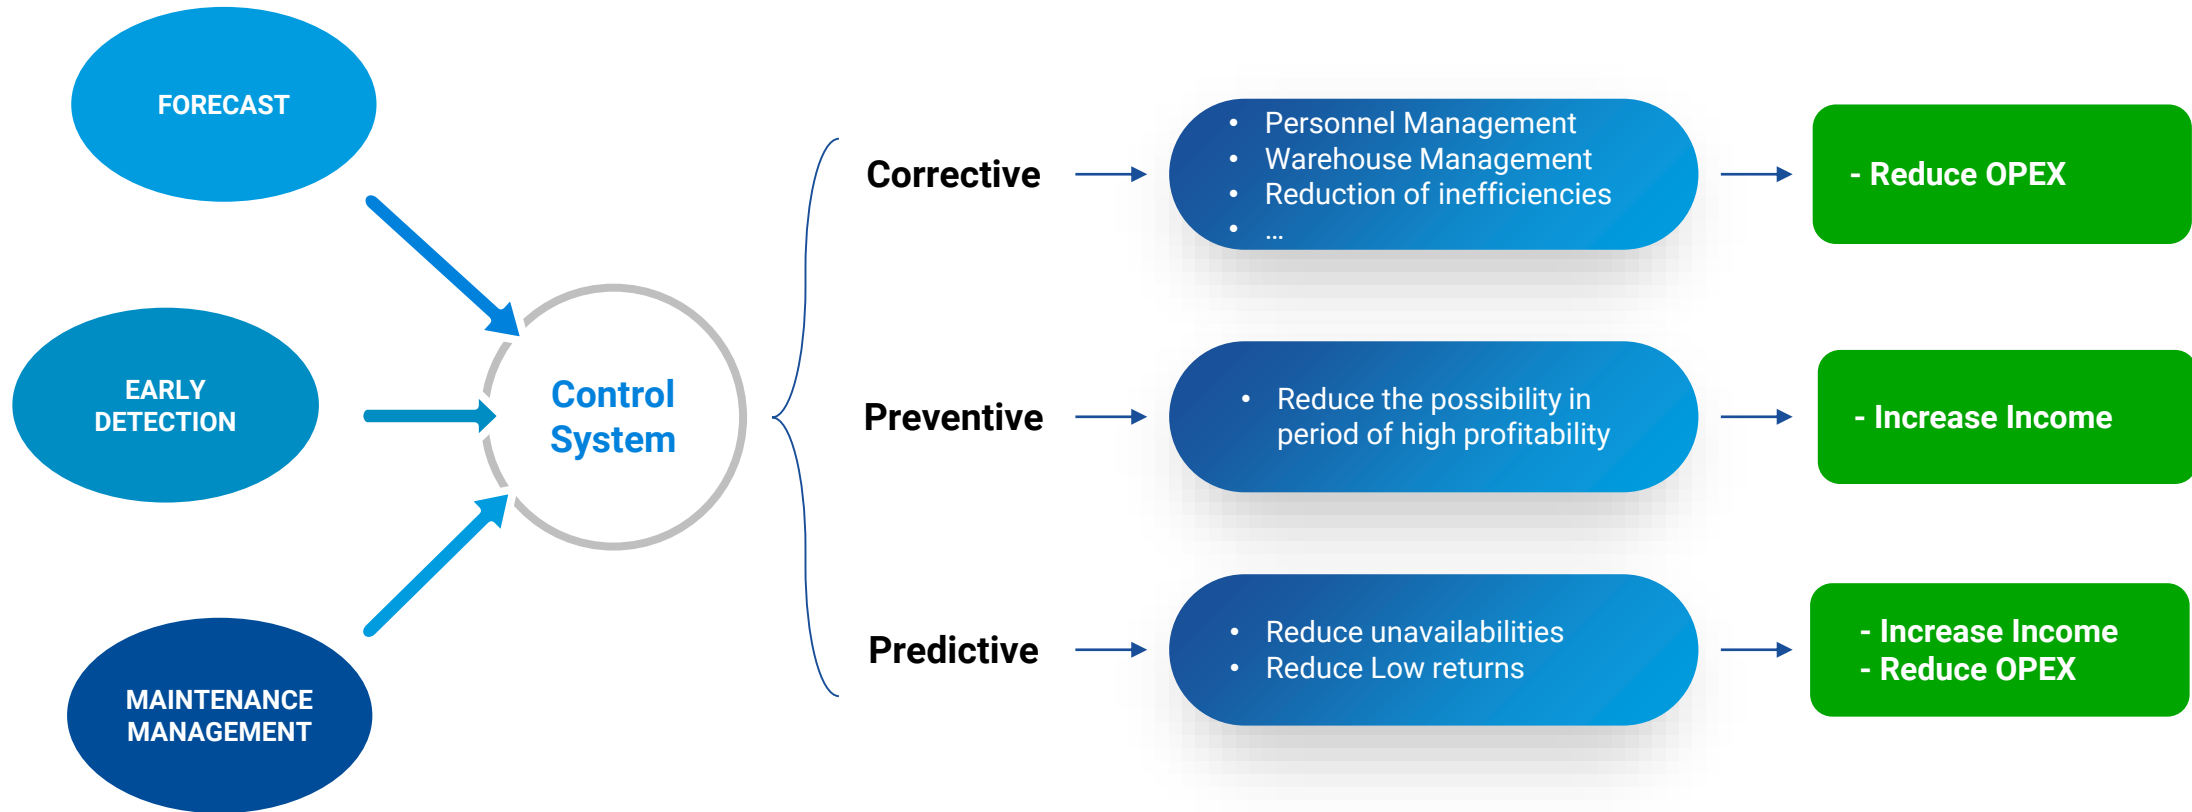 FORECAST
EARLY
DETECTION
MAINTENANCE
MANAGEMENT
Control
System
Corrective
• Personnel Management
• Warehouse Management
• Reduction of inefficiencies
• ...
- Reduce OPEX
Preventive
• Reduce the possibility in
period of high profitability
- Increase Income
Predictive
• Reduce unavailabilities
• Reduce Low returns
- Increase Income
- Reduce OPEX